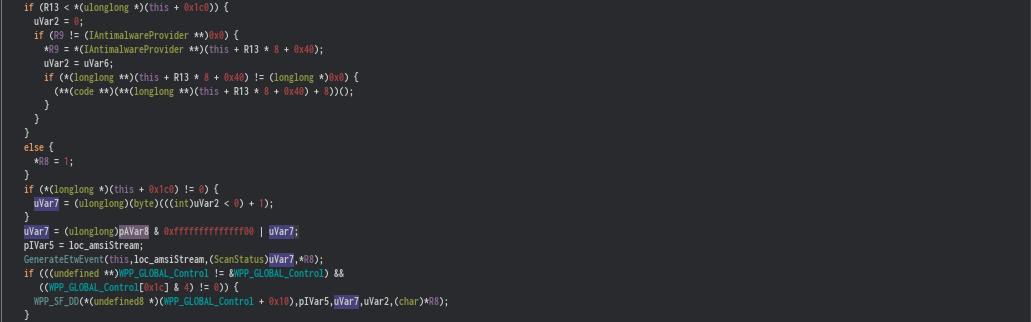 if (R13 < *(ulonglong *)(this + 0x1c0)) {
uVar2 = 0;
if (R9 != (IAntimalwareProvider **)0x0) {
*R9 = *(IAntimalwareProvider **)(this + R13 * 8 + 0x40);
uVar2 = uVar6;
if (*(longlong **)(this + R13 * 8 + 0x40) != (longlong *)0x0) {
(**(code **)(**(longlong **)(this + R13 * 8 + 0x40) + 8))();
}
}
}
else {
*R8 = 1;
}
if (*(longlong *)(this + 0x1c0) != 0) {
uVar7 = (ulonglong)(byte)(((int)uVar2 < 0) + 1);
}
uVar7 = (ulonglong)pAVar8 & 0xffffffffffffff00 | uVar7;
pIVar5 = loc_amsiStream;
GenerateEtwEvent(this,loc_amsiStream,(ScanStatus)uVar7,*R8);
if (((undefined **)WPP_GLOBAL_Control != &WPP_GLOBAL_Control) &&
((WPP_GLOBAL_Control[0x1c] & 4) != 0)) {
WPP_SF_DD(*(undefined8 *)(WPP_GLOBAL_Control + 0x10),pIVar5,uVar7,uVar2,(char)*R8);
}